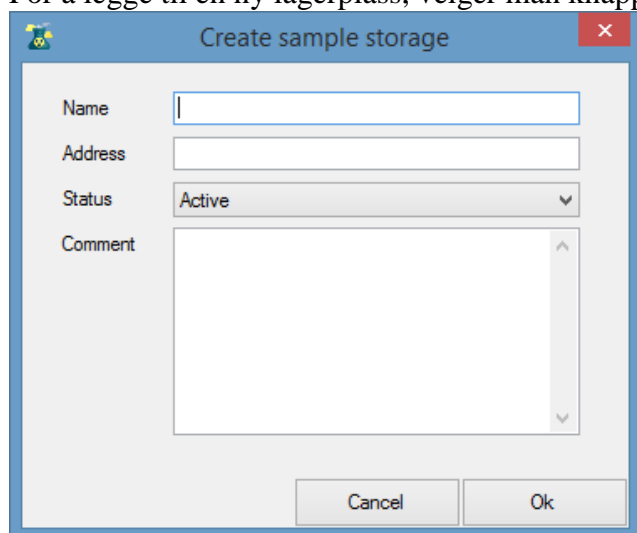 For å legge til en ny lagerplass, velger man knapp
Create sample storage
Name
Address
Status Active
Comment
Cancel Ok